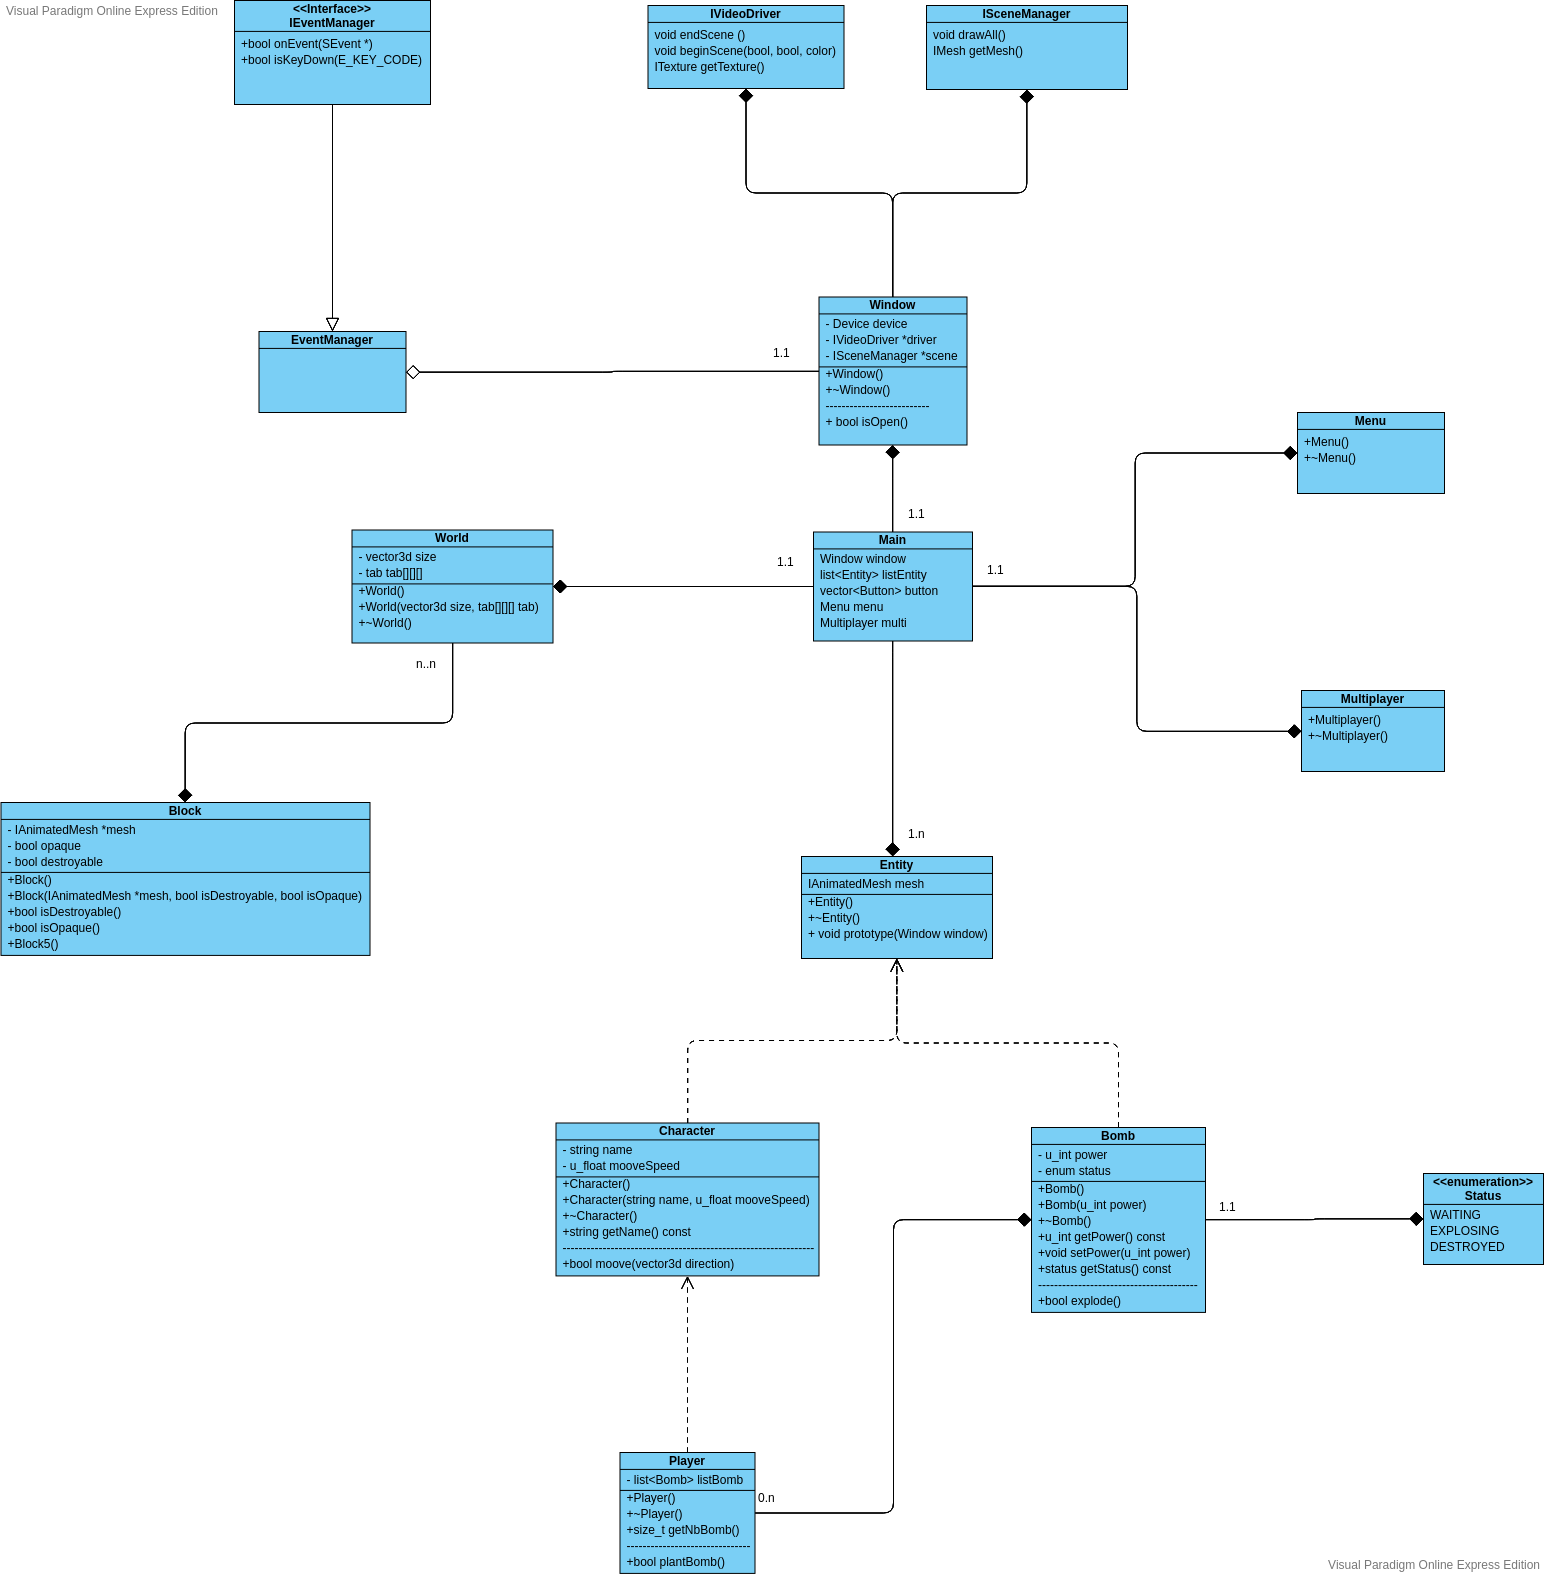 Visual Paradigm Online Express Edition
<<Interface>>
IEventManager
+bool onEvent(SEvent *)
+bool isKeyDown(E_KEY_CODE)
IVideoDriver
void endScene ()
void beginScene(bool, bool, color)
ITexture getTexture()
ISceneManager
void drawAll()
IMesh getMesh()
EventManager
1.1
Window
- Device device
- IVideoDriver *driver
- ISceneManager *scene
+Window()
+~Window()
--------------------------
+ bool isOpen()
Menu
+Menu()
+~Menu()
1.1
World
- vector3d size
- tab tab[][][]
+World()
+World(vector3d size, tab[][][] tab)
+~World()
1.1
Main
Window window
list<Entity> listEntity
vector<Button> button
Menu menu
Multiplayer multi
1.1
n..n
Multiplayer
+Multiplayer()
+~Multiplayer()
Block
- IAnimatedMesh *mesh
- bool opaque
- bool destroyable
+Block()
+Block(IAnimatedMesh *mesh, bool isDestroyable, bool isOpaque)
+bool isDestroyable()
+bool isOpaque()
+Block5()
1.n
Entity
IAnimatedMesh mesh
+Entity()
+~Entity()
+ void prototype(Window window)
Character
- string name
- u_float mooveSpeed
+Character()
+Character(string name, u_float mooveSpeed)
+~Character()
+string getName() const
---------------------------------------------------------------
+bool moove(vector3d direction)
Bomb
- u_int power
- enum status
+Bomb()
+Bomb(u_int power)
+~Bomb()
+u_int getPower() const
+void setPower(u_int power)
+status getStatus() const
----------------------------------------
+bool explode()
1.1
<<enumeration>>
Status
WAITING
EXPLOSING
DESTROYED
Player
- list<Bomb> listBomb
+Player()
+~Player()
+size_t getNbBomb()
-------------------------------
+bool plantBomb()
0.n
Visual Paradigm Online Express Edition